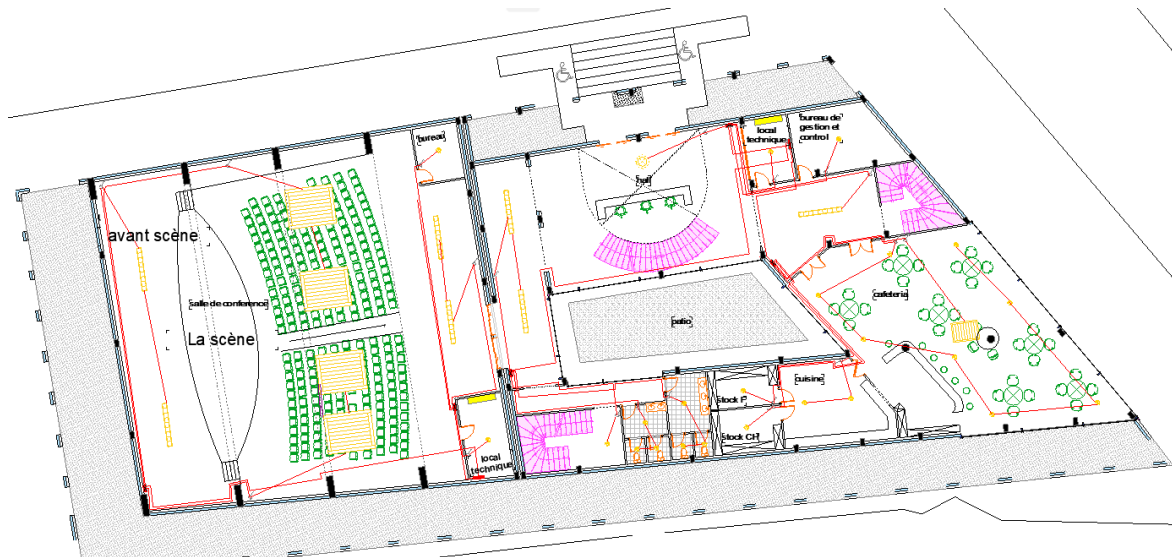 bureau
local
technique
bureau de
gestion et
control
hall
avant scène
salle de conference
La scène
cafeteria
patio
cuisine
Stock F
Stock CH
local
technique